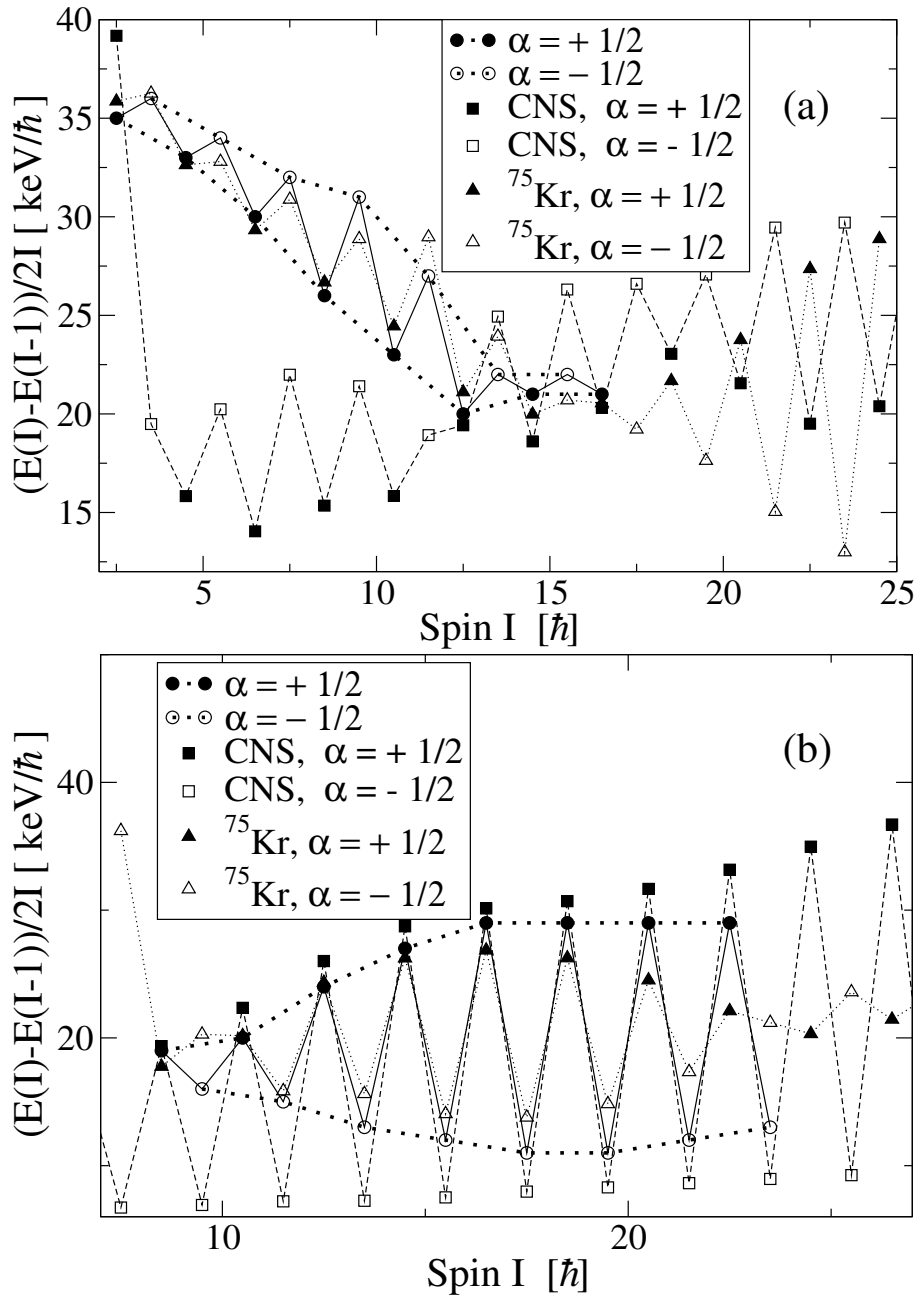 40
35
30
25
20
15
(E(I)-E(I-1))/2I [ keV/ℏ]
α = + 1/2
α = − 1/2
CNS, α = + 1/2
CNS, α = - 1/2
⁷⁵Kr, α = + 1/2
⁷⁵Kr, α = − 1/2
(a)
5 10 15 20 25
Spin I [ℏ]
α = + 1/2
α = − 1/2
CNS, α = + 1/2
CNS, α = - 1/2
⁷⁵Kr, α = + 1/2
⁷⁵Kr, α = − 1/2
(b)
40
20
(E(I)-E(I-1))/2I [ keV/ℏ]
10 20
Spin I [ℏ]